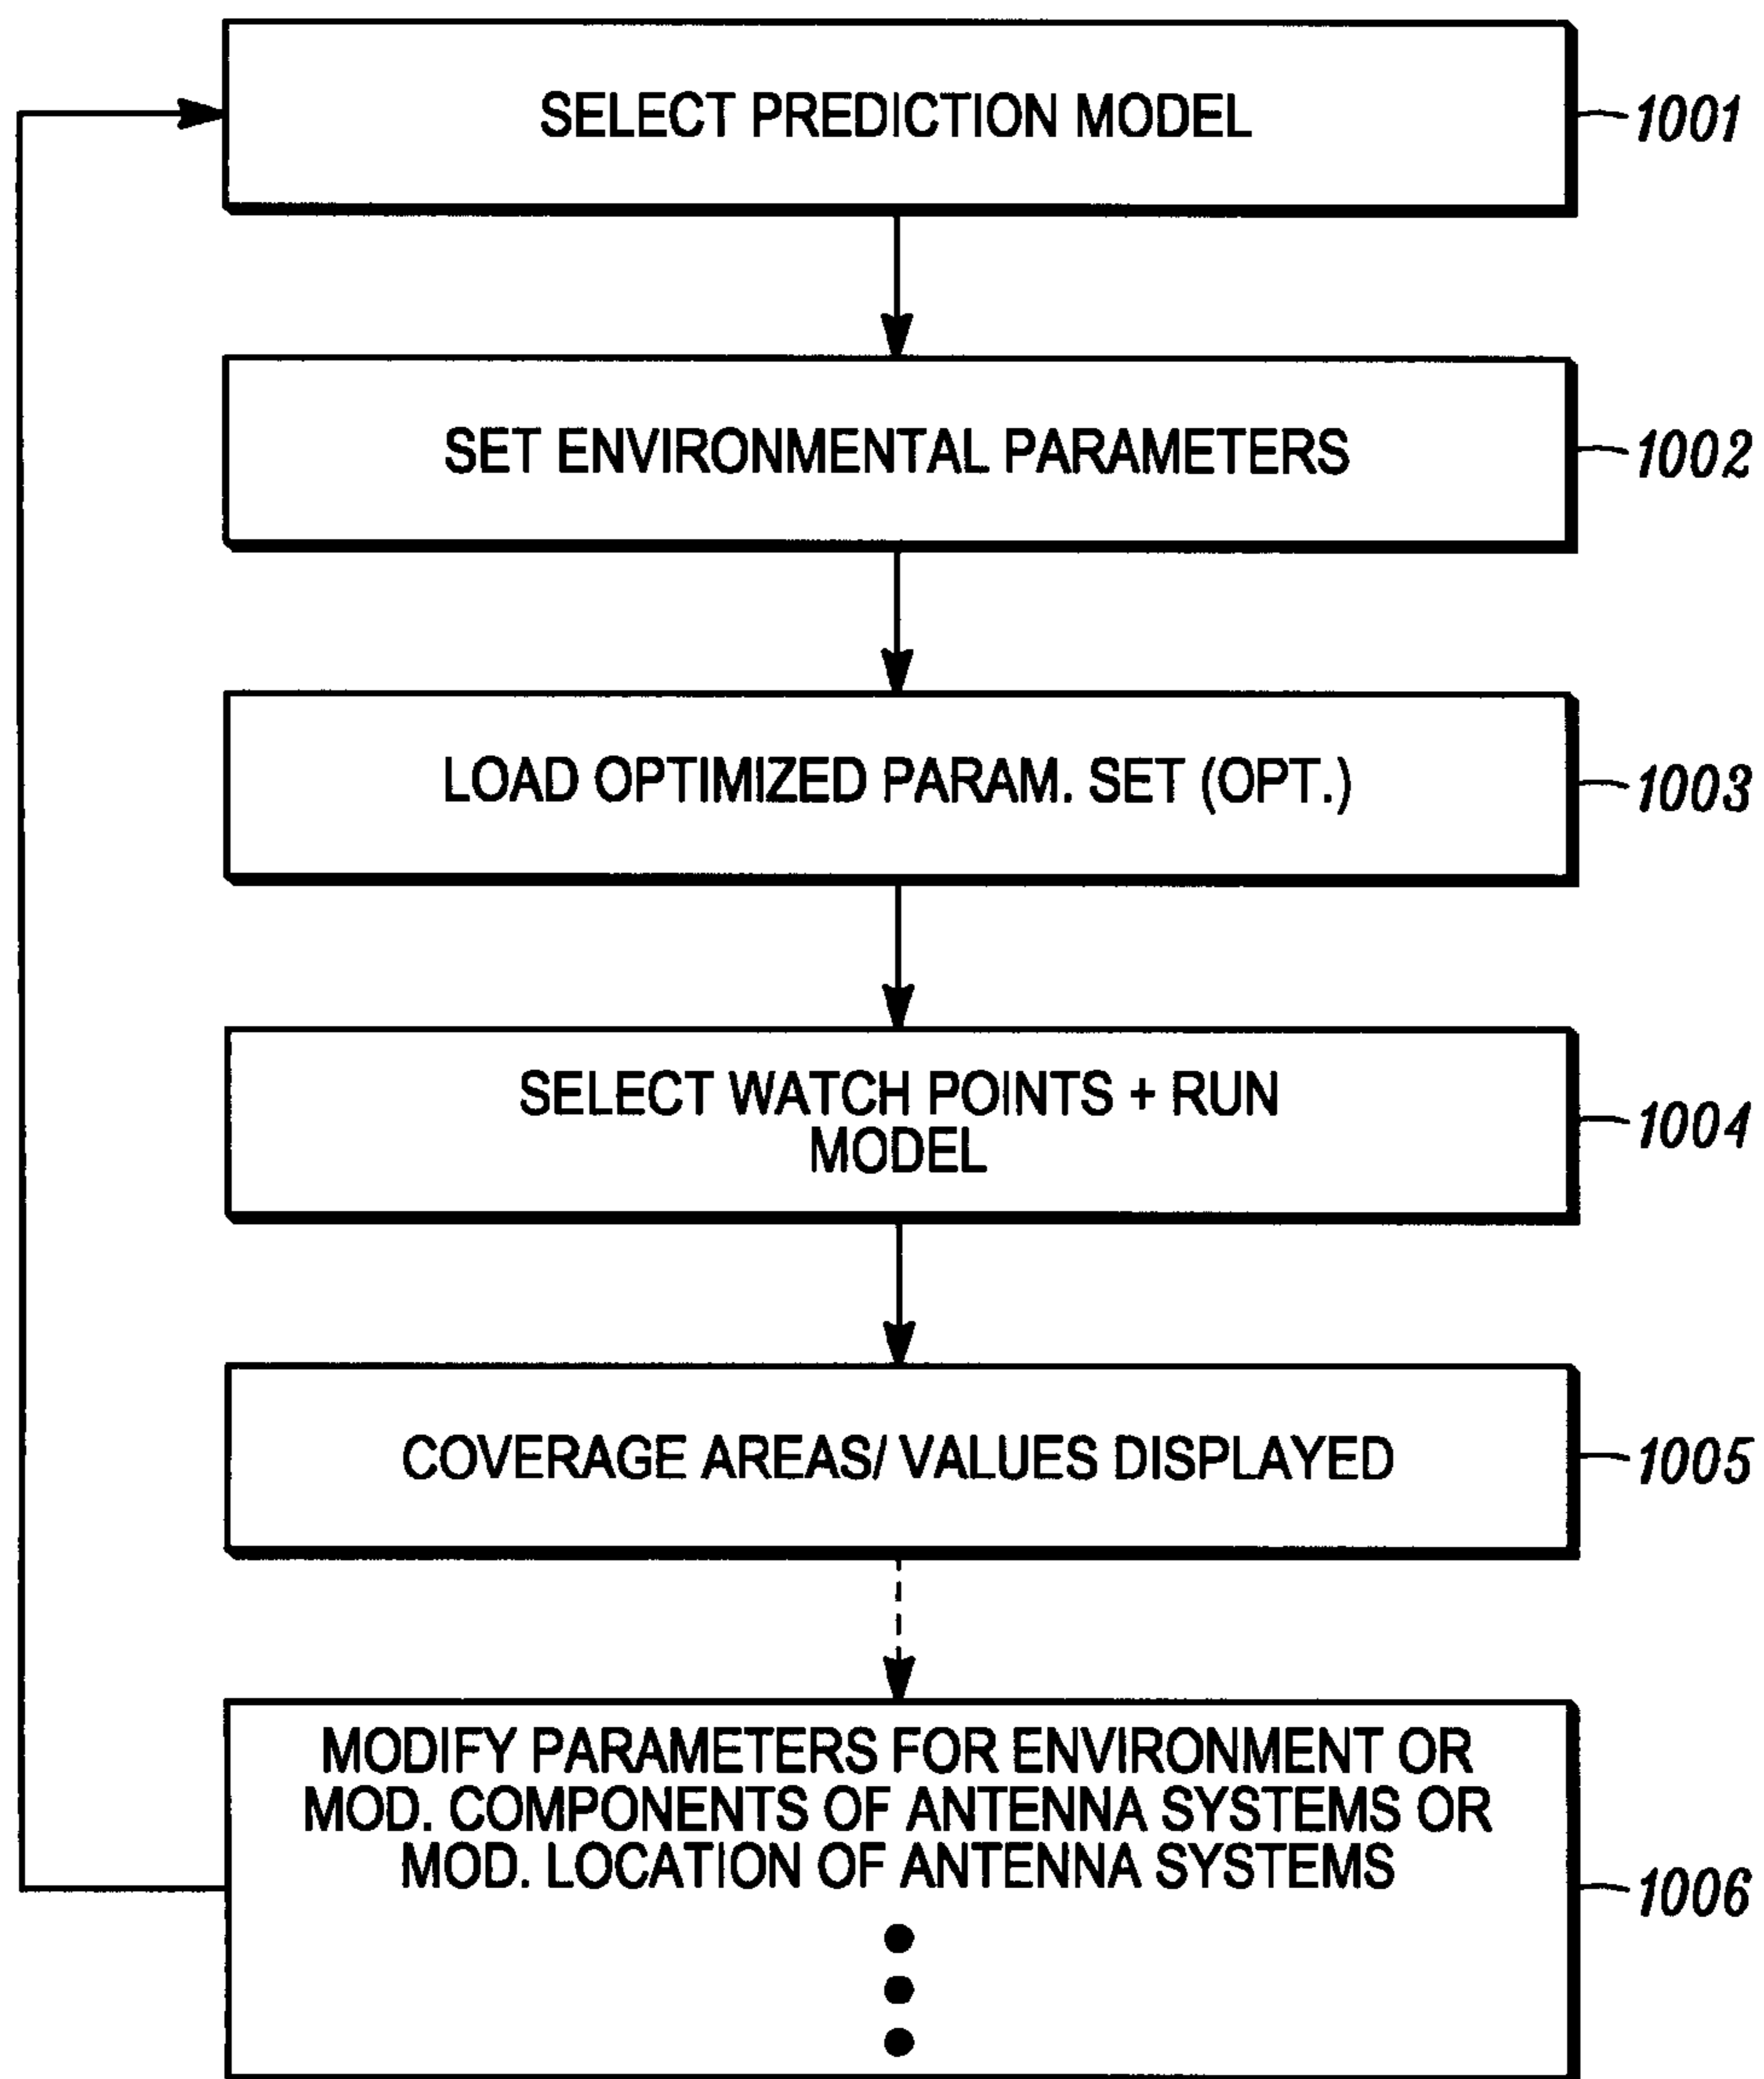 SELECT PREDICTION MODEL
1001
SET ENVIRONMENTAL PARAMETERS
1002
LOAD OPTIMIZED PARAM. SET (OPT.)
1003
SELECT WATCH POINTS + RUN
MODEL
1004
COVERAGE AREAS/ VALUES DISPLAYED
1005
MODIFY PARAMETERS FOR ENVIRONMENT OR
MOD. COMPONENTS OF ANTENNA SYSTEMS OR
MOD. LOCATION OF ANTENNA SYSTEMS
1006